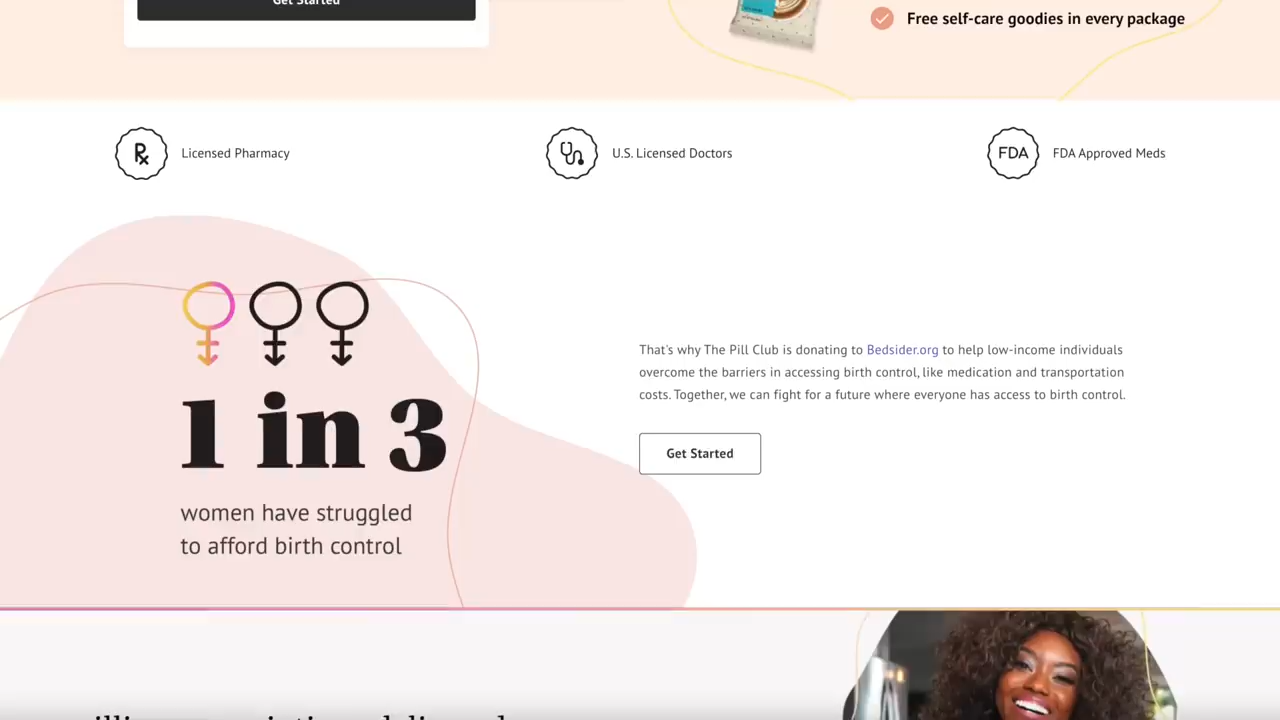 Get Started
Free self-care goodies in every package
Rx
Licensed Pharmacy
U.S. Licensed Doctors
FDA
FDA Approved Meds
1 in 3
women have struggled
to afford birth control
That's why The Pill Club is donating to Bedsider.org to help low-income individuals
overcome the barriers in accessing birth control, like medication and transportation
costs. Together, we can fight for a future where everyone has access to birth control.
Get Started